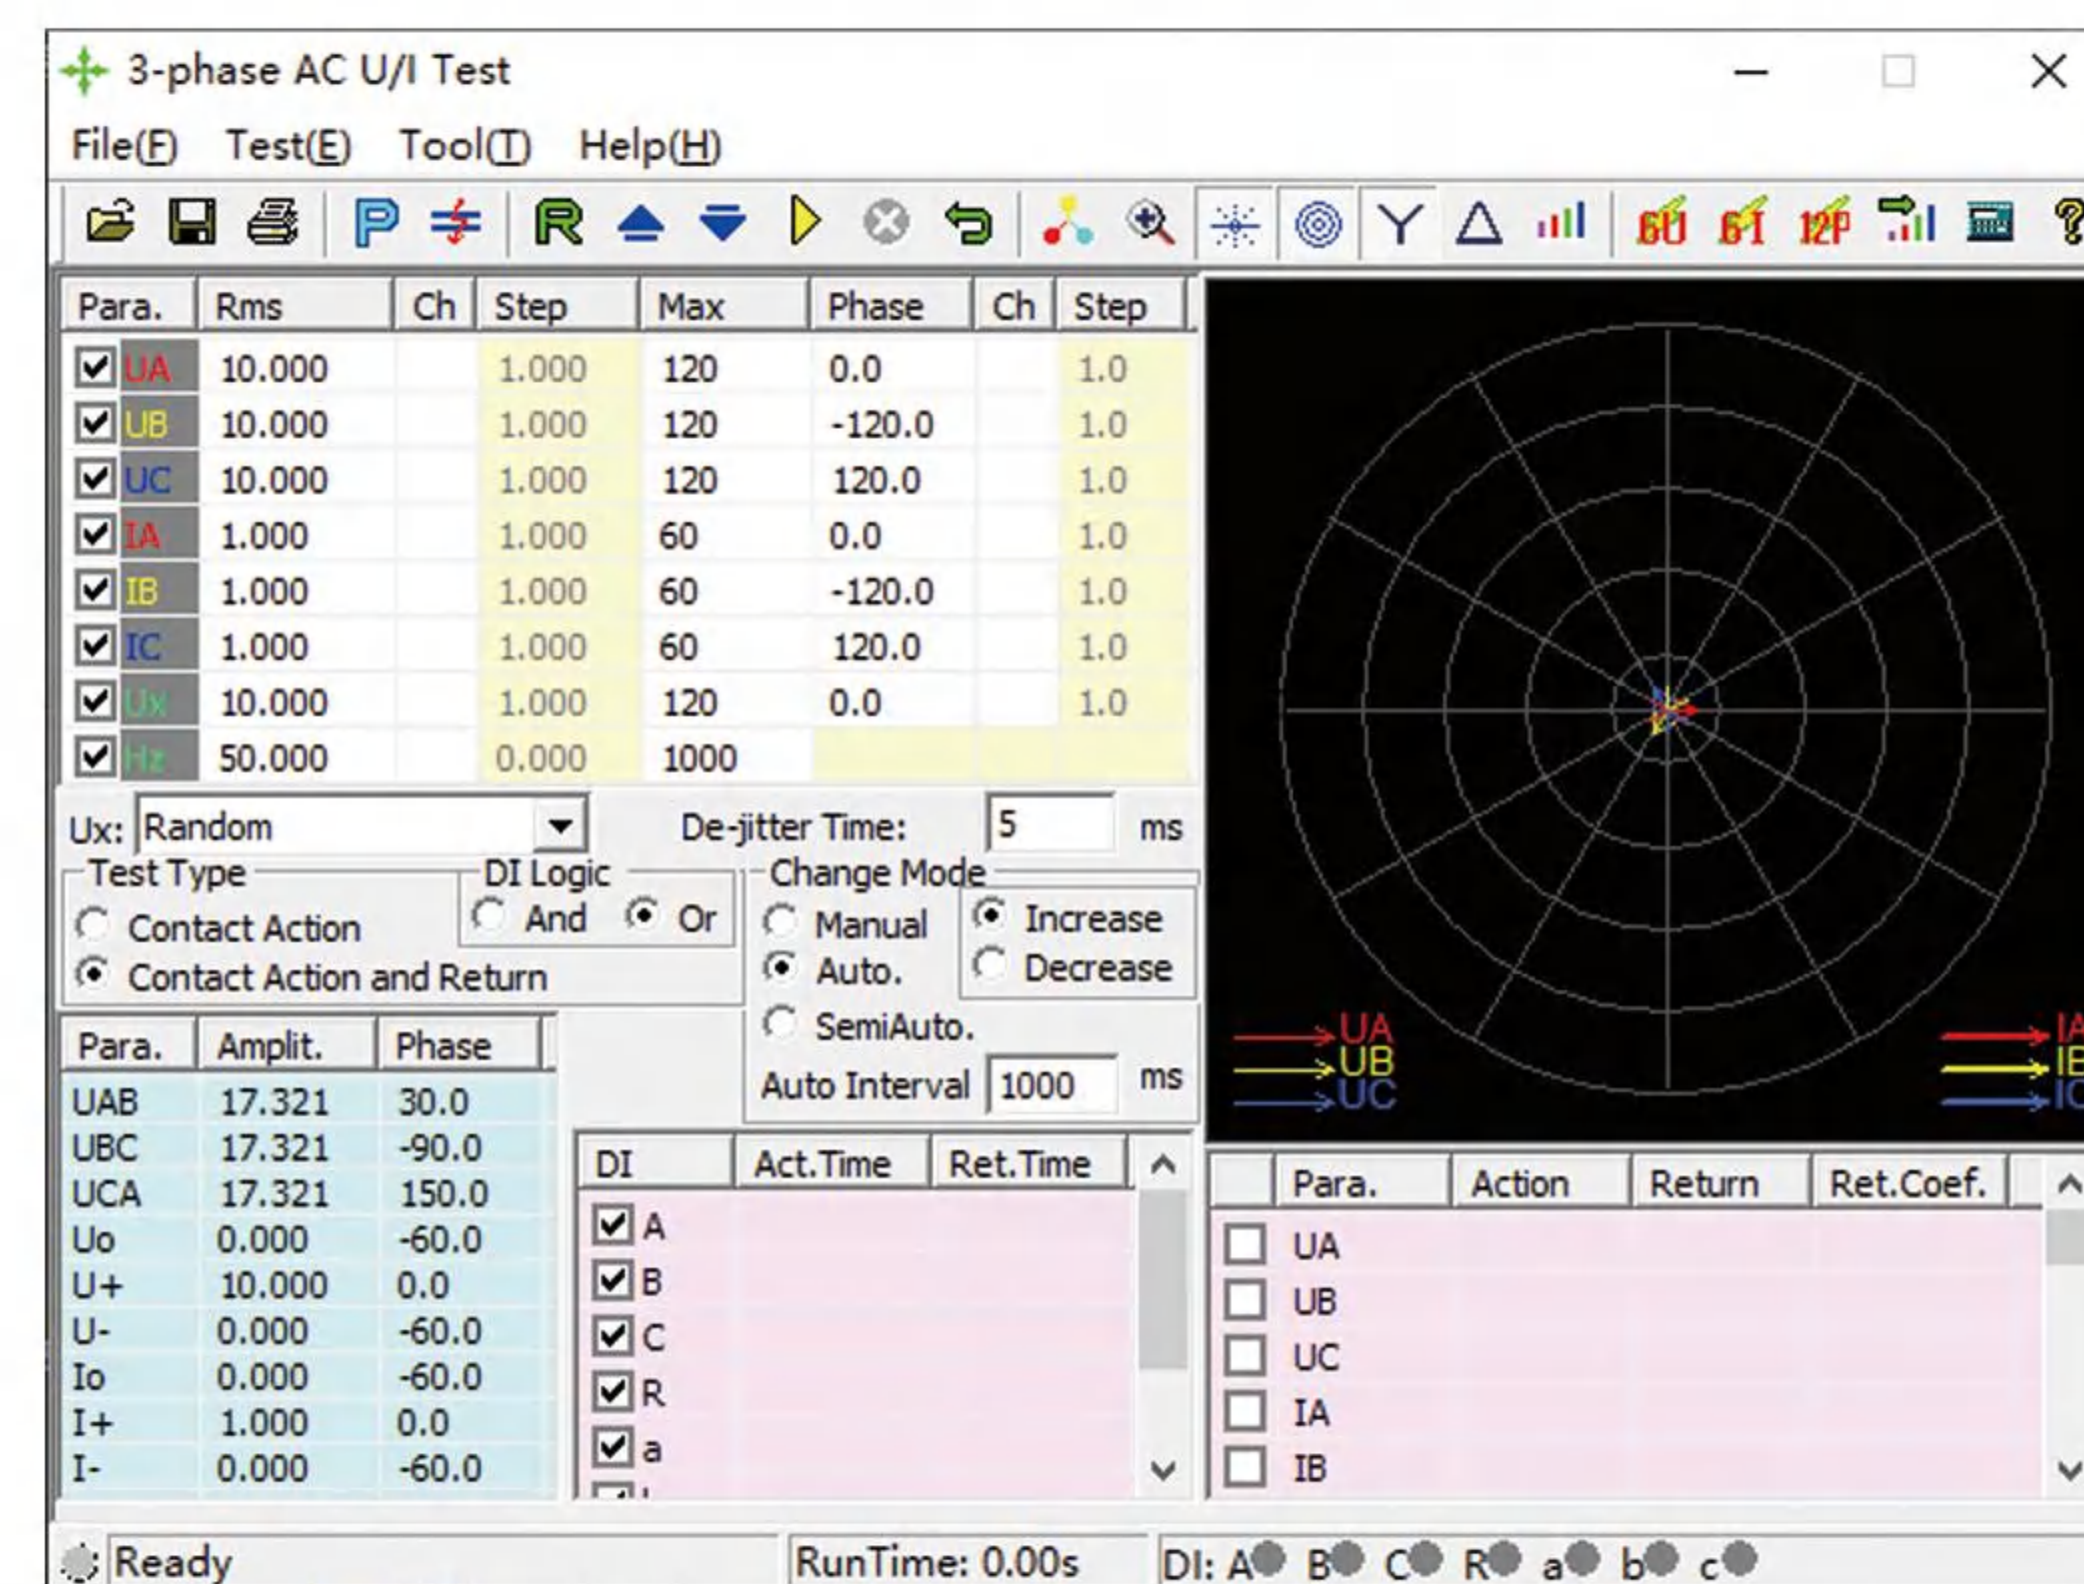 3-phase AC U/I Test
File(F) Test(E) Tool(T) Help(H)
P R 6U 6I 12P ?
Para. Rms Ch Step Max Phase Ch Step
UA 10.000 1.000 120 0.0 1.0
UB 10.000 1.000 120 -120.0 1.0
UC 10.000 1.000 120 120.0 1.0
IA 1.000 1.000 60 0.0 1.0
IB 1.000 1.000 60 -120.0 1.0
IC 1.000 1.000 60 120.0 1.0
Ux 10.000 1.000 120 0.0 1.0
Hz 50.000 0.000 1000
Ux: Random De-jitter Time: 5 ms
Test Type
Contact Action
Contact Action and Return
DI Logic
And Or
Change Mode
Manual
Auto.
SemiAuto.
Increase
Decrease
Auto Interval 1000 ms
UA IA
UB IB
UC IC
Para. Amplit. Phase
UAB 17.321 30.0
UBC 17.321 -90.0
UCA 17.321 150.0
Uo 0.000 -60.0
U+ 10.000 0.0
U- 0.000 -60.0
Io 0.000 -60.0
I+ 1.000 0.0
I- 0.000 -60.0
DI Act.Time Ret.Time
A
B
C
R
a
Para. Action Return Ret.Coef.
UA
UB
UC
IA
IB
Ready RunTime: 0.00s DI: A B C R a b c